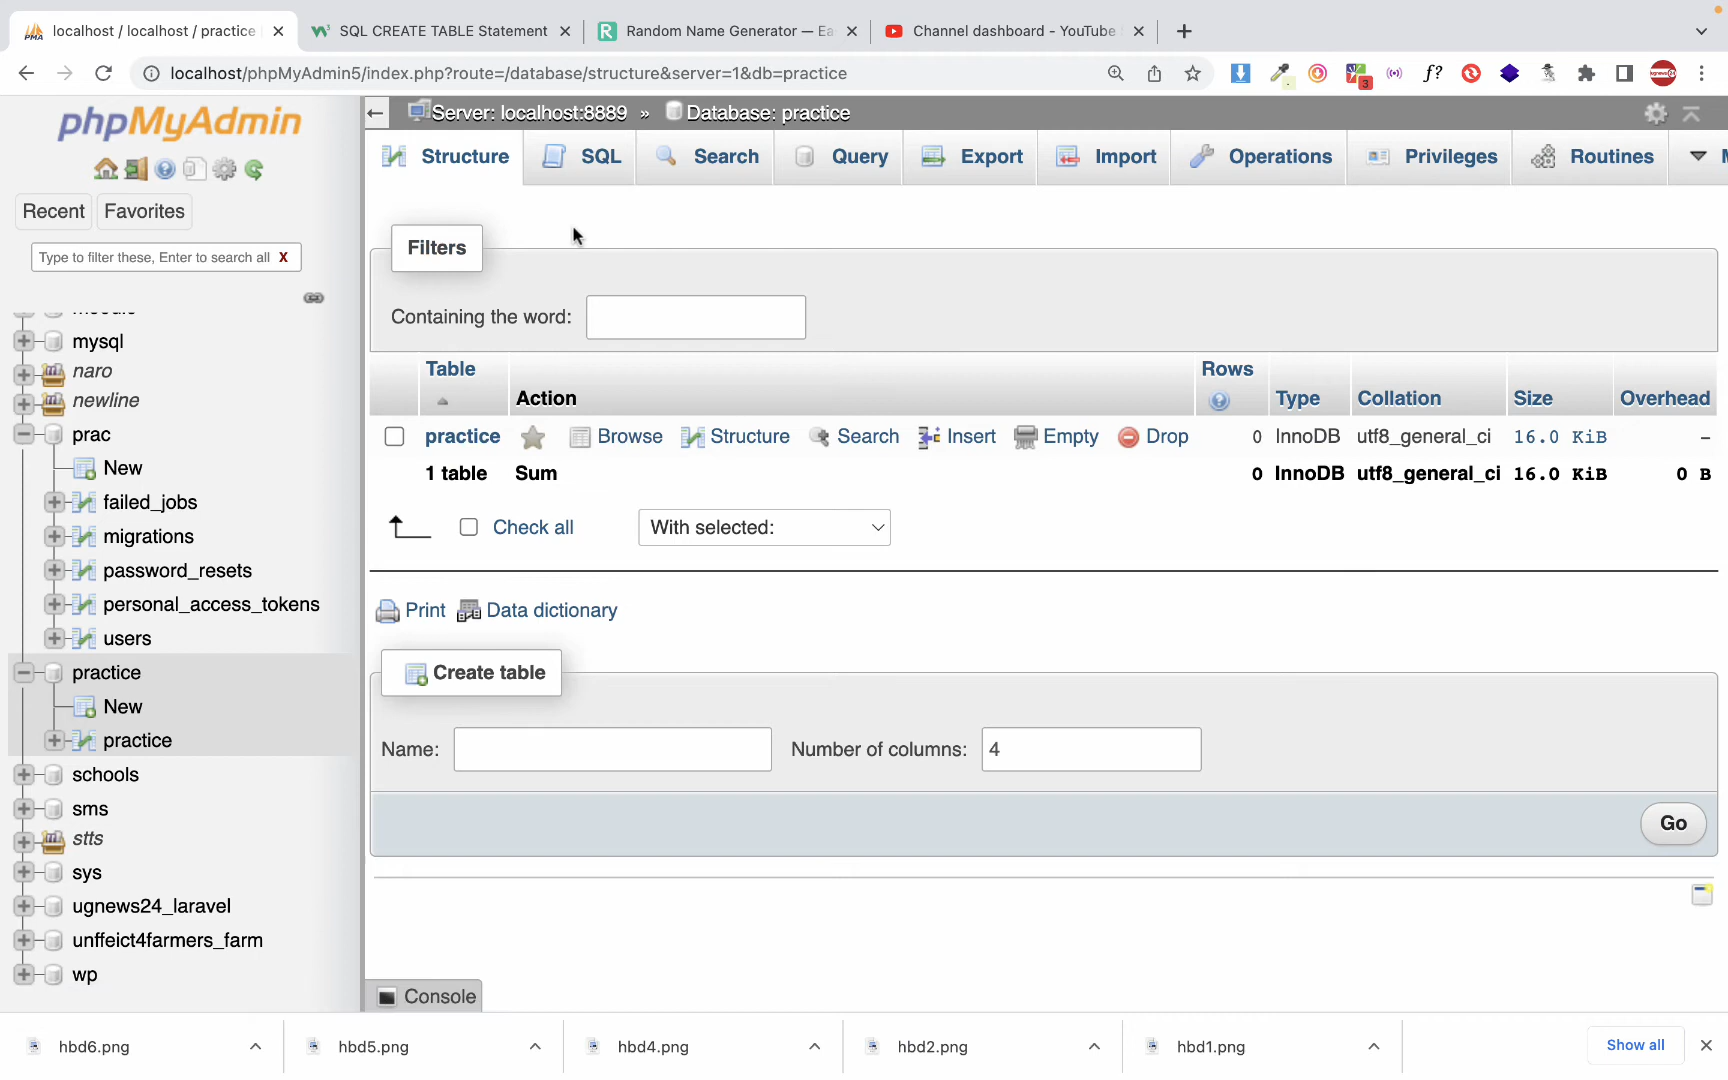 localhost / localhost / practice
SQL CREATE TABLE Statement
Random Name Generator — Ea
Channel dashboard - YouTube
localhost/phpMyAdmin5/index.php?route=/database/structure&server=1&db=practice
3
f?
phpMyAdmin
Recent
Favorites
Type to filter these, Enter to search all X
mysql
naro
newline
prac
New
failed_jobs
migrations
password_resets
personal_access_tokens
users
practice
New
practice
schools
sms
stts
sys
ugnews24_laravel
unffeict4farmers_farm
wp
Server: localhost:8889 » Database: practice
Structure
SQL
Search
Query
Export
Import
Operations
Privileges
Routines
Filters
Containing the word:
Table Action Rows Type Collation Size Overhead
practice Browse Structure Search Insert Empty Drop 0 InnoDB utf8_general_ci 16.0 KiB –
1 table Sum 0 InnoDB utf8_general_ci 16.0 KiB 0 B
Check all
With selected:
Print
Data dictionary
Create table
Name:
Number of columns: 4
Go
Console
hbd6.png
hbd5.png
hbd4.png
hbd2.png
hbd1.png
Show all